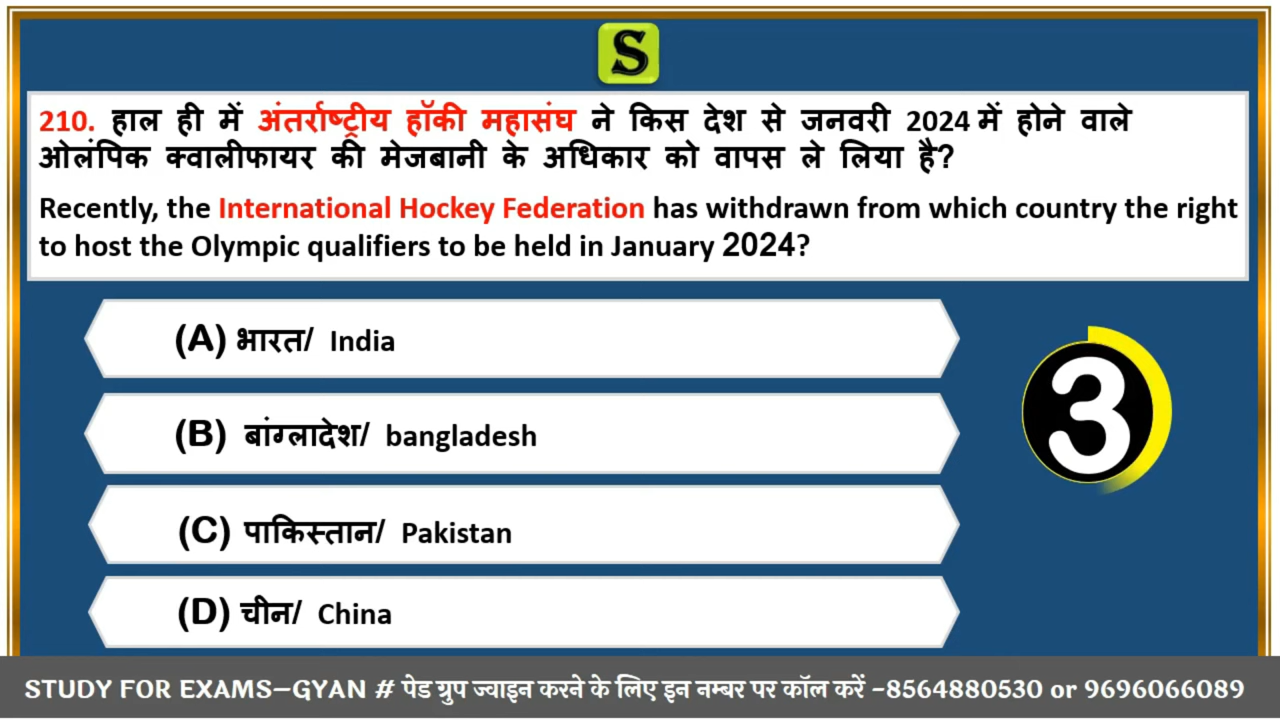 S
210. हाल ही में अंतर्राष्ट्रीय हॉकी महासंघ ने किस देश से जनवरी 2024 में होने वाले
ओलंपिक क्वालीफायर की मेजबानी के अधिकार को वापस ले लिया है?
Recently, the International Hockey Federation has withdrawn from which country the right
to host the Olympic qualifiers to be held in January 2024?
(A) भारत/ India
(B) बांग्लादेश/ bangladesh
(C) पाकिस्तान/ Pakistan
(D) चीन/ China
3
STUDY FOR EXAMS–GYAN # पेड ग्रुप ज्वाइन करने के लिए इन नम्बर पर कॉल करें –8564880530 or 9696066089